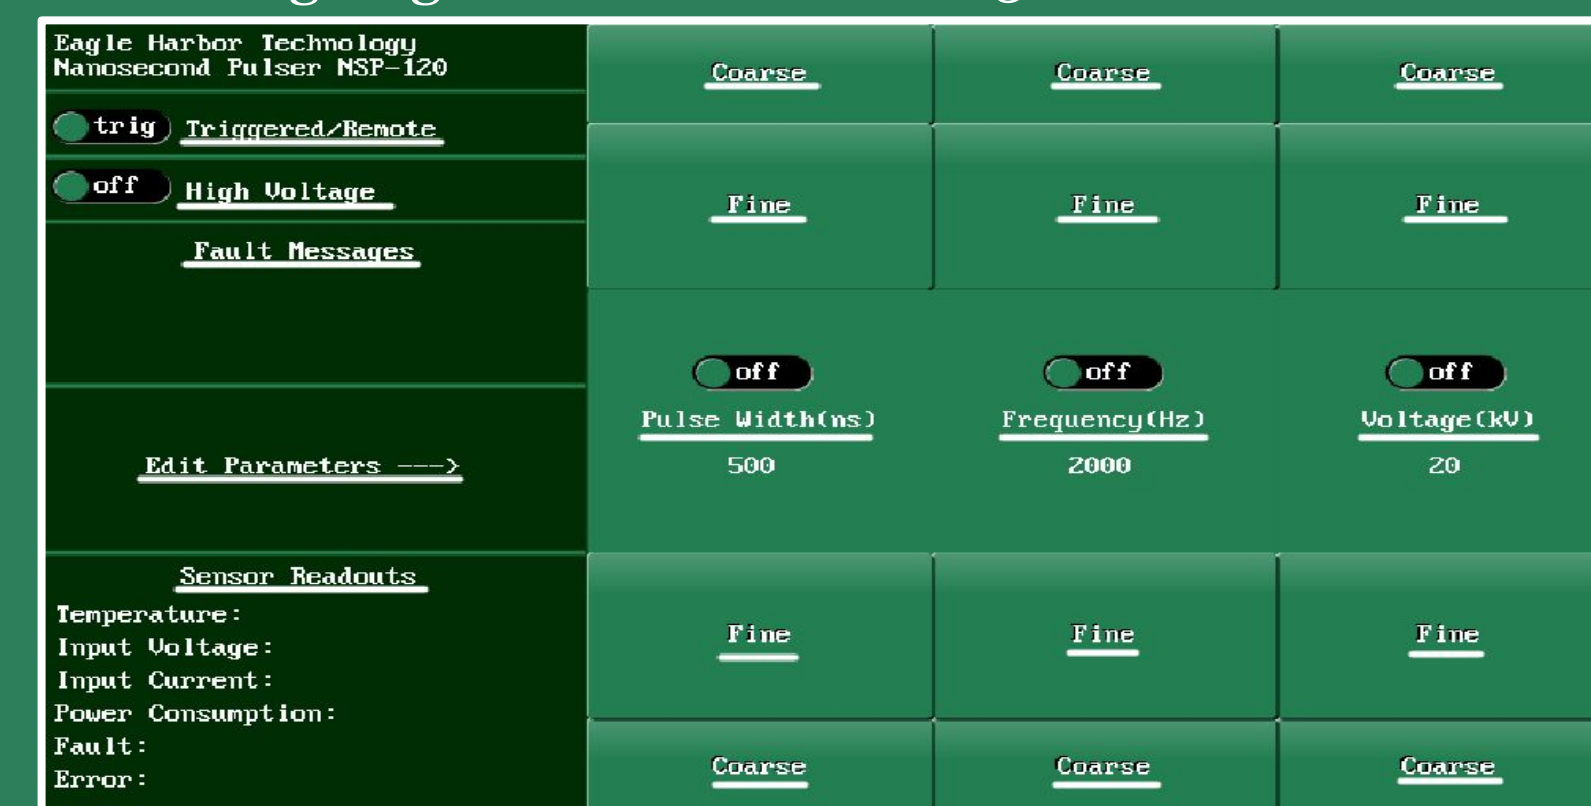 Eagle Harbor Technology
Nanosecond Pulser NSP-120
trig Triggered/Remote
off High Voltage
Fault Messages
Edit Parameters --->
Sensor Readouts
Temperature:
Input Voltage:
Input Current:
Power Consumption:
Fault:
Error:
Coarse Coarse Coarse
Fine Fine Fine
off off off
Pulse Width(ns) Frequency(Hz) Voltage(kV)
500 2000 20
Fine Fine Fine
Coarse Coarse Coarse